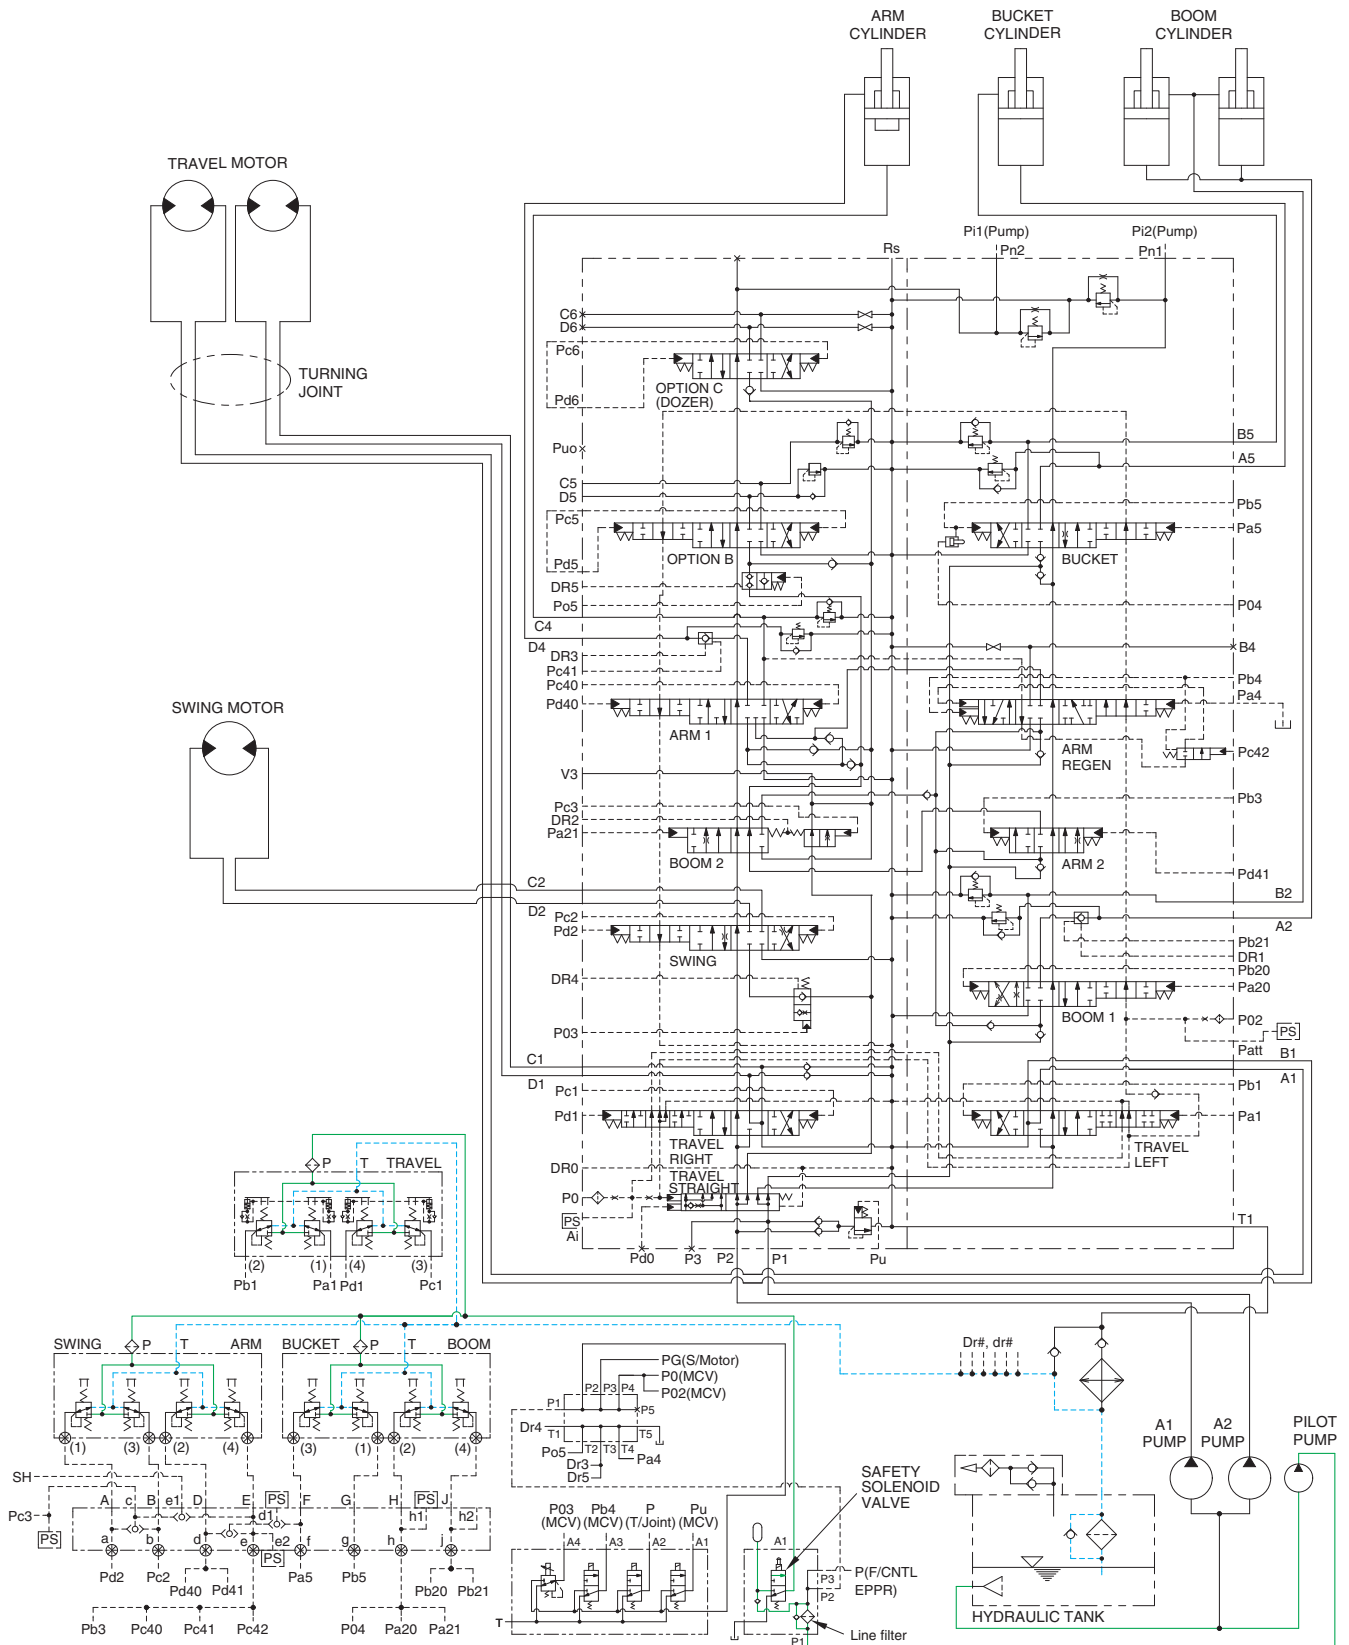 ARM CYLINDER
BUCKET CYLINDER
BOOM CYLINDER
TRAVEL MOTOR
TURNING JOINT
SWING MOTOR
Pi1(Pump)
Pi2(Pump)
Rs
Pn2
Pn1
C6
D6
Pc6
OPTION C
(DOZER)
Pd6
Puo
B5
A5
C5
D5
Pc5
Pb5
Pa5
OPTION B
BUCKET
Pd5
DR5
Po5
P04
C4
D4
B4
DR3
Pc41
Pc40
Pd40
Pb4
Pa4
ARM 1
ARM REGEN
Pc42
V3
Pc3
DR2
Pa21
Pb3
BOOM 2
ARM 2
Pd41
C2
B2
D2
A2
Pc2
Pd2
SWING
Pb21
DR1
Pb20
Pa20
DR4
BOOM 1
P03
P02
PS
Patt
C1
B1
D1
A1
Pc1
Pb1
Pd1
Pa1
TRAVEL RIGHT
TRAVEL LEFT
DR0
TRAVEL STRAIGHT
P0
PS
Ai
T1
Pd0
P3
P2
P1
Pu
P
T
TRAVEL
(2)
(1)
(4)
(3)
Pb1
Pa1
Pd1
Pc1
SWING
P
T
ARM
BUCKET
P
T
BOOM
(1)
(3)
(2)
(4)
(3)
(1)
(2)
(4)
SH
Pc3
PS
A
c
B
e1
D
E
d1
PS
F
G
H
PS
h1
J
h2
a
b
d
e
e2
PS
f
g
h
j
Pd2
Pc2
Pd40
Pd41
Pa5
Pb5
Pb20
Pb21
Pb3
Pc40
Pc41
Pc42
P04
Pa20
Pa21
PG(S/Motor)
P0(MCV)
P02(MCV)
P2
P3
P4
P1
P5
Dr4
T1
T5
Po5
T2
T3
T4
Dr3
Dr5
Pa4
P03 (MCV)
Pb4 (MCV)
P (T/Joint)
Pu (MCV)
A4
A3
A2
A1
T
SAFETY SOLENOID VALVE
A1
P3
P2
P(F/CNTL EPPR)
Line filter
P1
Dr#, dr#
A1 PUMP
A2 PUMP
PILOT PUMP
HYDRAULIC TANK